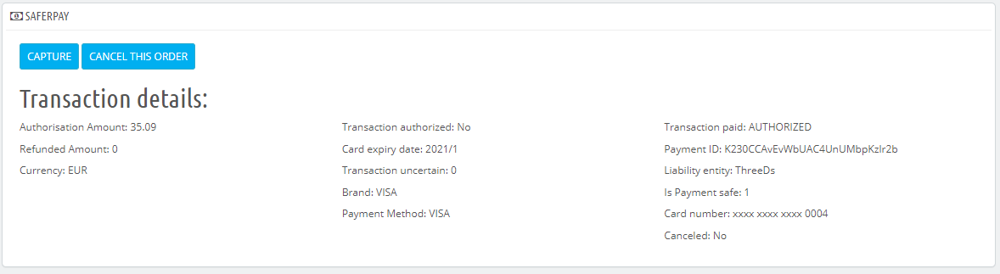 SAFERPAY
CAPTURE
CANCEL THIS ORDER
Transaction details:
Authorisation Amount: 35.09
Refunded Amount: 0
Currency: EUR
Transaction authorized: No
Card expiry date: 2021/1
Transaction uncertain: 0
Brand: VISA
Payment Method: VISA
Transaction paid: AUTHORIZED
Payment ID: K230CCAvEvWbUAC4UnUMbpKzIr2b
Liability entity: ThreeDs
Is Payment safe: 1
Card number: xxxx xxxx xxxx 0004
Canceled: No